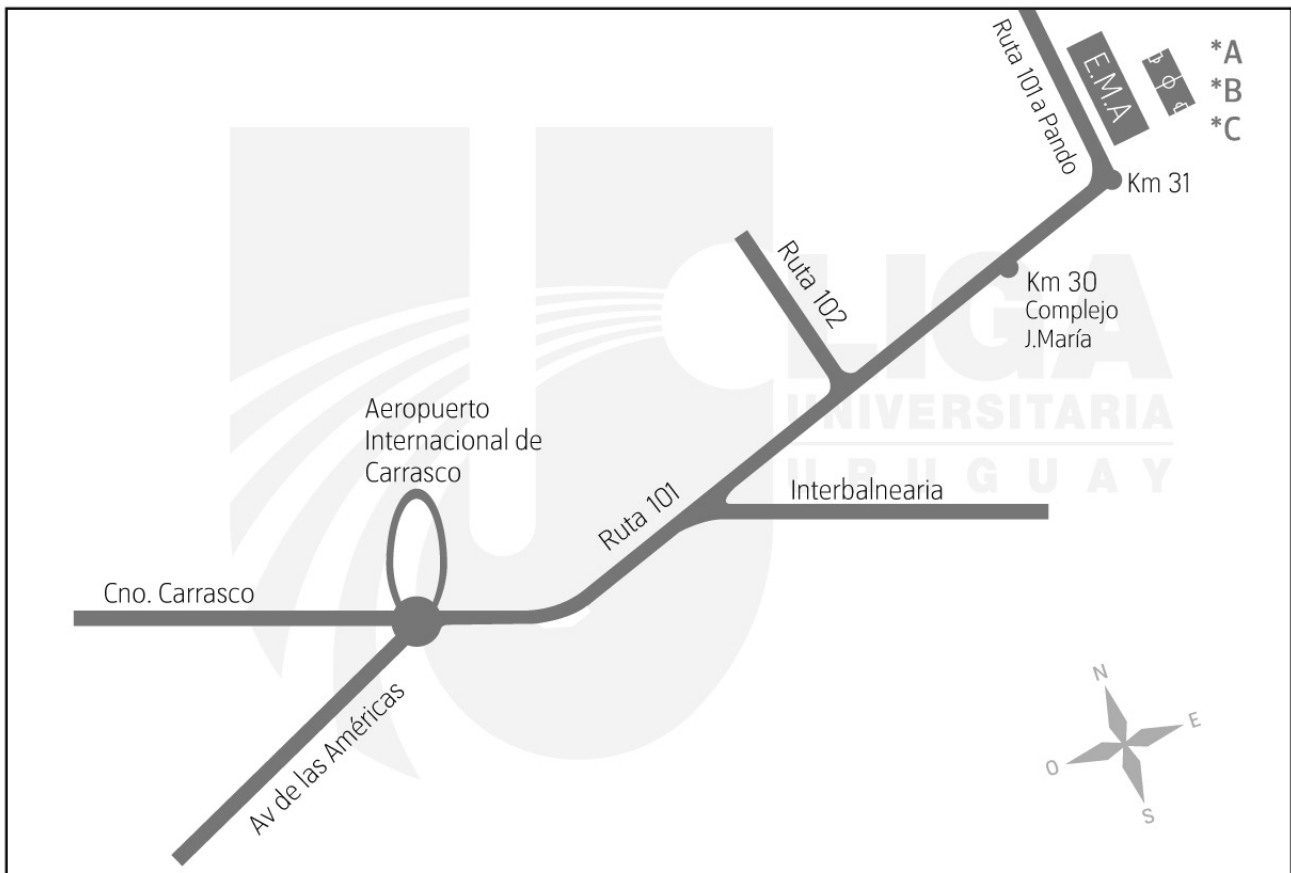 Ruta 101 a Pando
E.M.A
*A
*B
*C
Km 31
Ruta 102
Km 30
Complejo
J.María
LIGA
UNIVERSITARIA
URUGUAY
Aeropuerto
Internacional de
Carrasco
Interbalnearia
Ruta 101
Cno. Carrasco
Av de las Américas
N
E
O
S